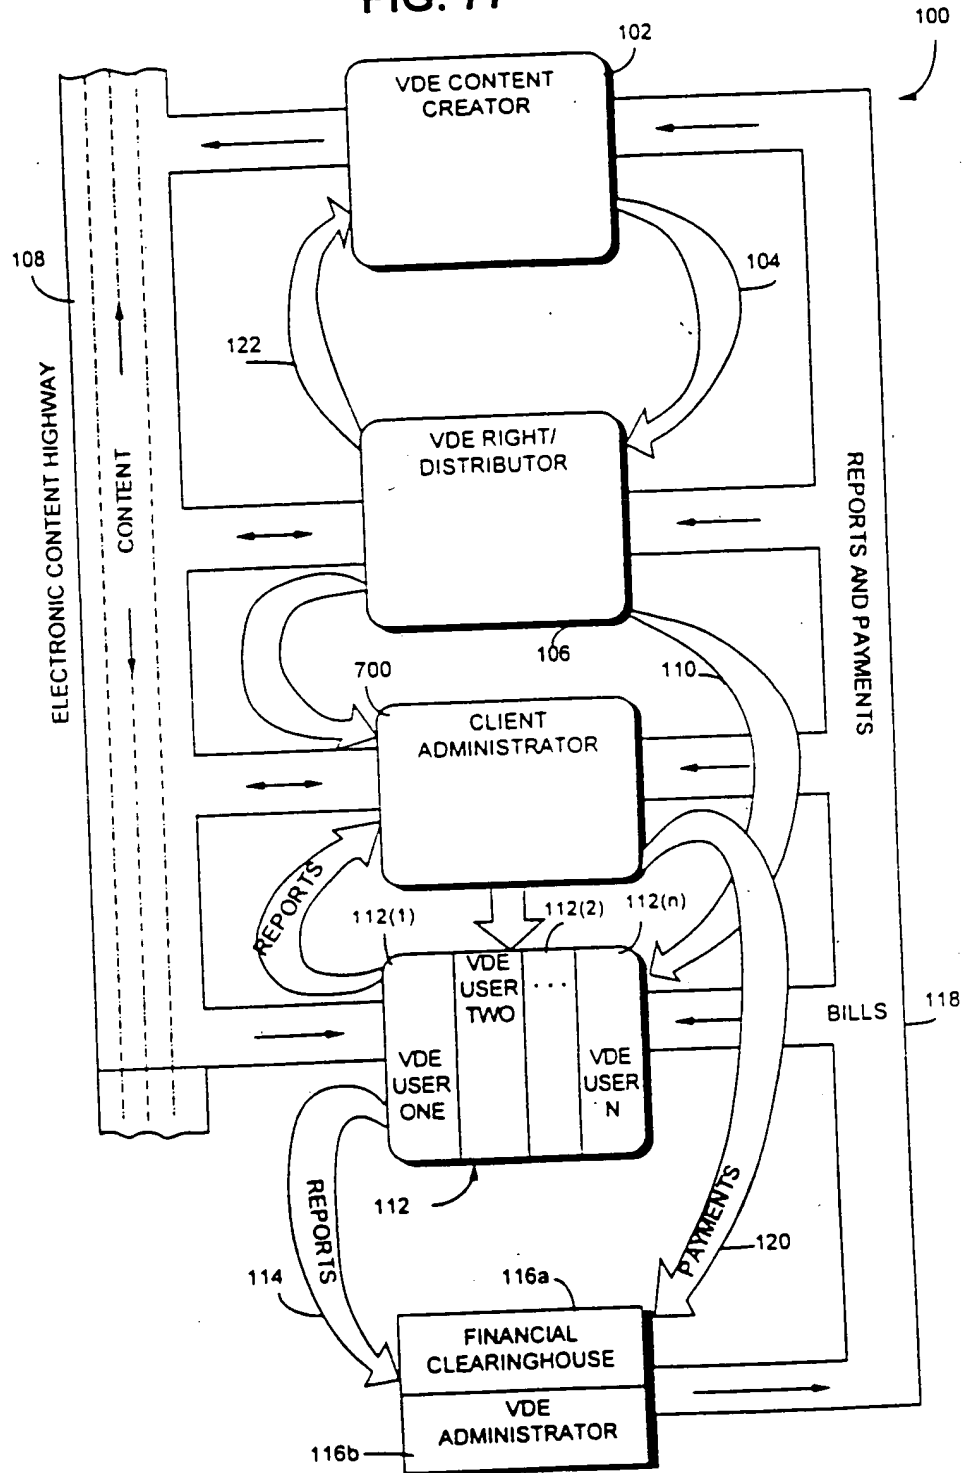 FIG. 77
100
102
VDE CONTENT
CREATOR
108
104
122
ELECTRONIC CONTENT HIGHWAY
CONTENT
VDE RIGHT/
DISTRIBUTOR
REPORTS AND PAYMENTS
106
110
700
CLIENT
ADMINISTRATOR
REPORTS
112(1)
112(2)
112(n)
VDE
USER
TWO
...
BILLS
118
VDE
USER
ONE
VDE
USER
N
112
REPORTS
PAYMENTS
114
120
116a
FINANCIAL
CLEARINGHOUSE
VDE
ADMINISTRATOR
116b